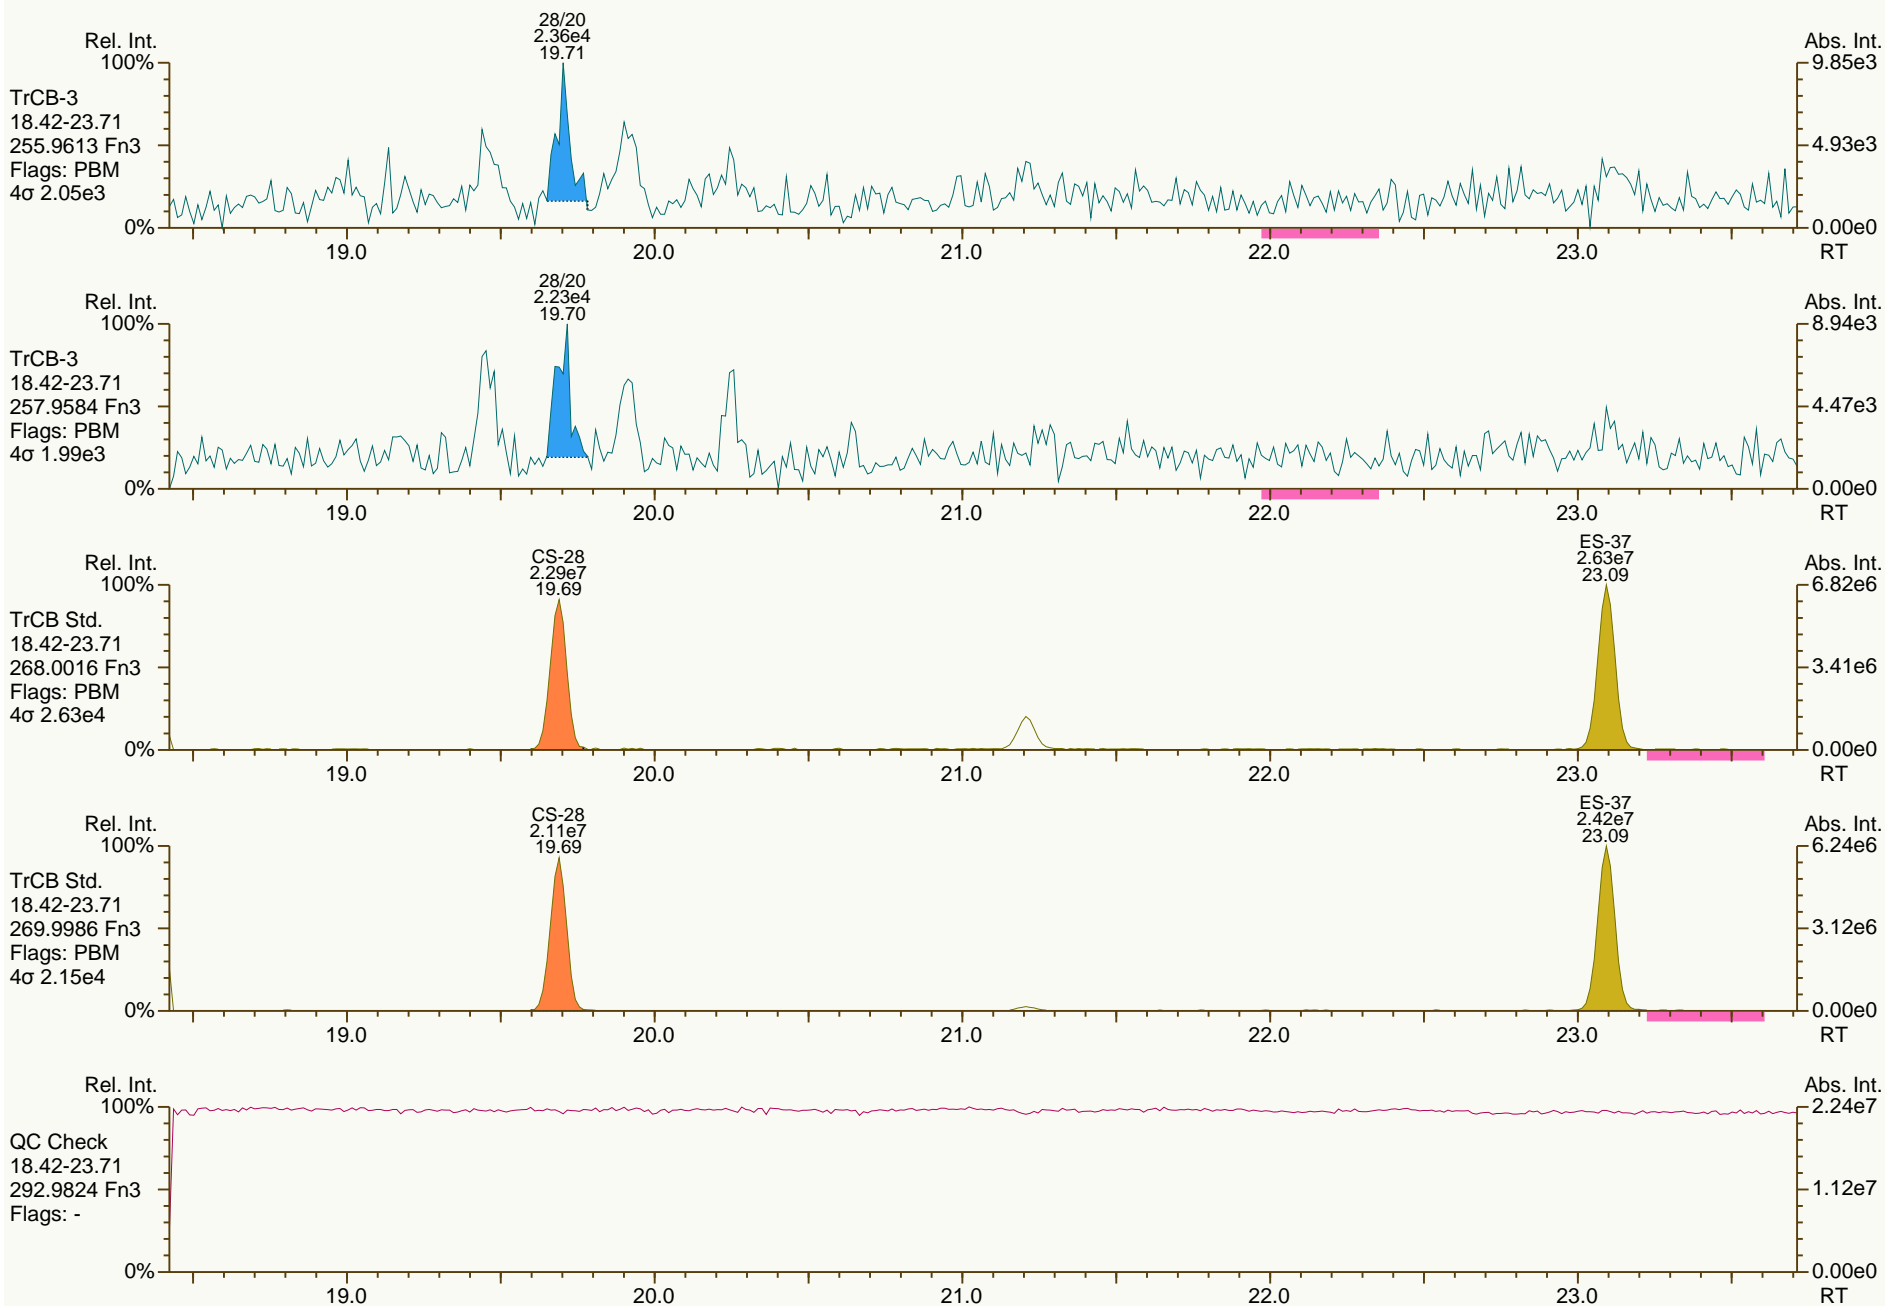 28/20
2.36e4
19.71
Rel. Int.
Abs. Int.
100%
9.85e3
TrCB-3
18.42-23.71
255.9613 Fn3
Flags: PBM
4σ 2.05e3
4.93e3
0%
0.00e0
19.0 20.0 21.0 22.0 23.0 RT
28/20
2.23e4
19.70
Rel. Int.
Abs. Int.
100%
8.94e3
TrCB-3
18.42-23.71
257.9584 Fn3
Flags: PBM
4σ 1.99e3
4.47e3
0%
0.00e0
19.0 20.0 21.0 22.0 23.0 RT
CS-28
2.29e7
19.69
ES-37
2.63e7
23.09
Rel. Int.
Abs. Int.
100%
6.82e6
TrCB Std.
18.42-23.71
268.0016 Fn3
Flags: PBM
4σ 2.63e4
3.41e6
0%
0.00e0
19.0 20.0 21.0 22.0 23.0 RT
CS-28
2.11e7
19.69
ES-37
2.42e7
23.09
Rel. Int.
Abs. Int.
100%
6.24e6
TrCB Std.
18.42-23.71
269.9986 Fn3
Flags: PBM
4σ 2.15e4
3.12e6
0%
0.00e0
19.0 20.0 21.0 22.0 23.0 RT
Rel. Int.
Abs. Int.
100%
2.24e7
QC Check
18.42-23.71
292.9824 Fn3
Flags: -
1.12e7
0%
0.00e0
19.0 20.0 21.0 22.0 23.0 RT